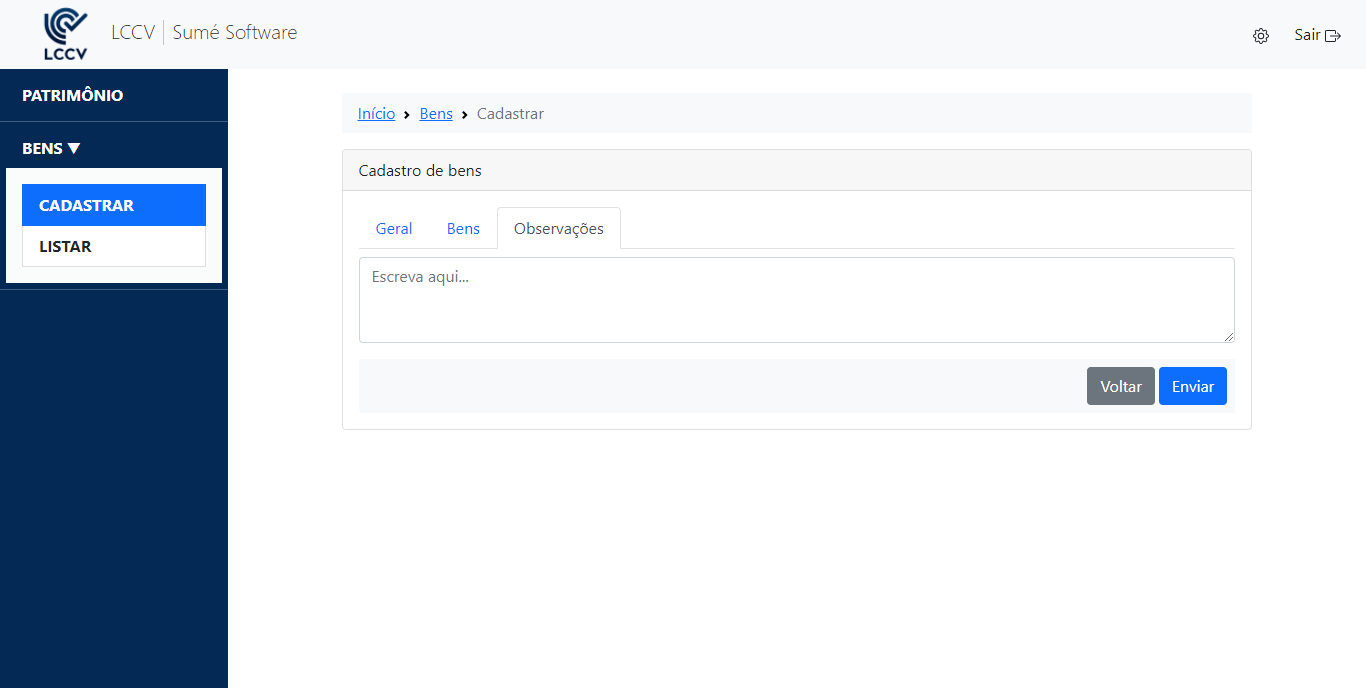 LCCV
LCCV | Sumé Software
Sair
PATRIMÔNIO
BENS ▼
CADASTRAR
LISTAR
Início › Bens › Cadastrar
Cadastro de bens
Geral Bens Observações
Escreva aqui...
Voltar Enviar